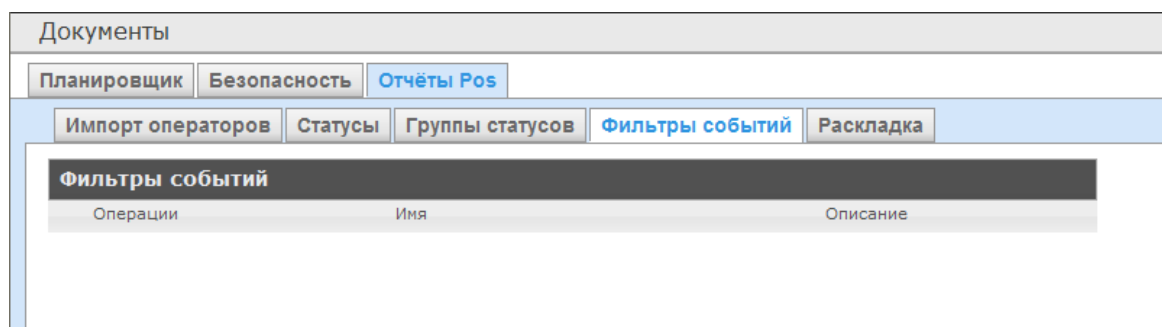 Документы
Планировщик Безопасность Отчёты Pos
Импорт операторов Статусы Группы статусов Фильтры событий Раскладка
Фильтры событий
Операции Имя Описание